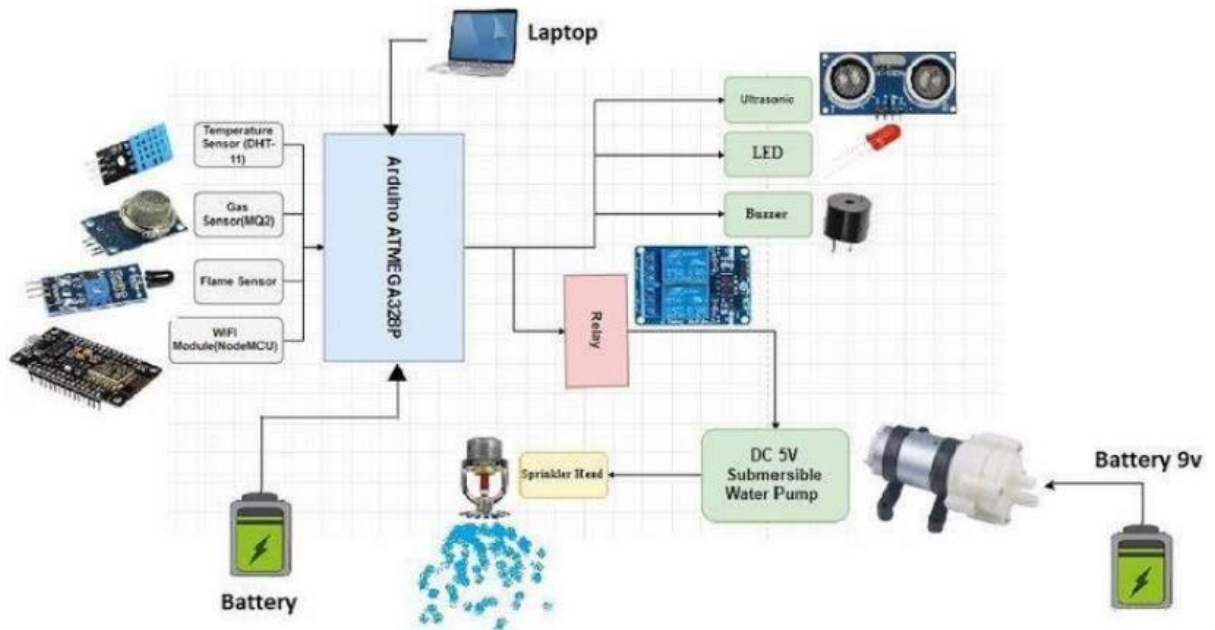 Laptop
Temperature
Sensor (DHT-
11)
Gas
Sensor(MQ2)
Flame Sensor
WIFI
Module(NodeMCU)
Arduino ATMEGA328P
Ultrasonic
LED
Buzzer
Relay
DC 5V
Submersible
Water Pump
Sprinkler Head
Battery 9v
Battery